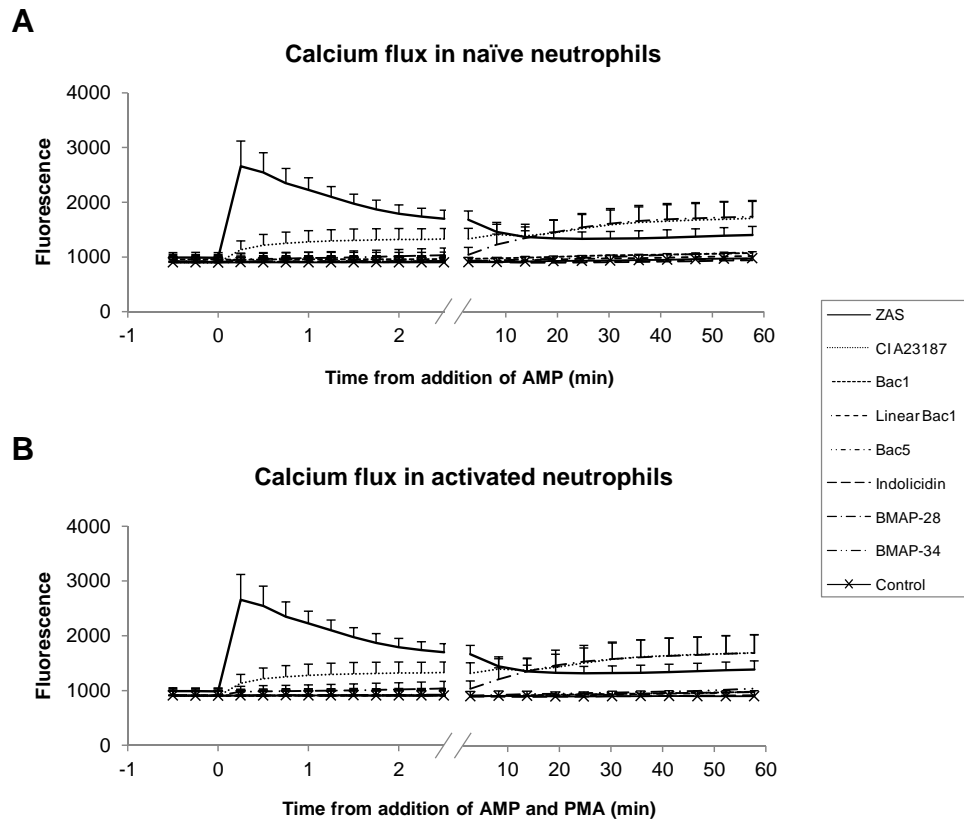 A
Calcium flux in naïve neutrophils
4000
3000
2000
1000
0
Fluorescence
-1 0 1 2 10 20 30 40 50 60
Time from addition of AMP (min)
ZAS
CIA23187
Bac1
Linear Bac1
Bac5
Indolicidin
BMAP-28
BMAP-34
Control
B
Calcium flux in activated neutrophils
4000
3000
2000
1000
0
Fluorescence
-1 0 1 2 10 20 30 40 50 60
Time from addition of AMP and PMA (min)